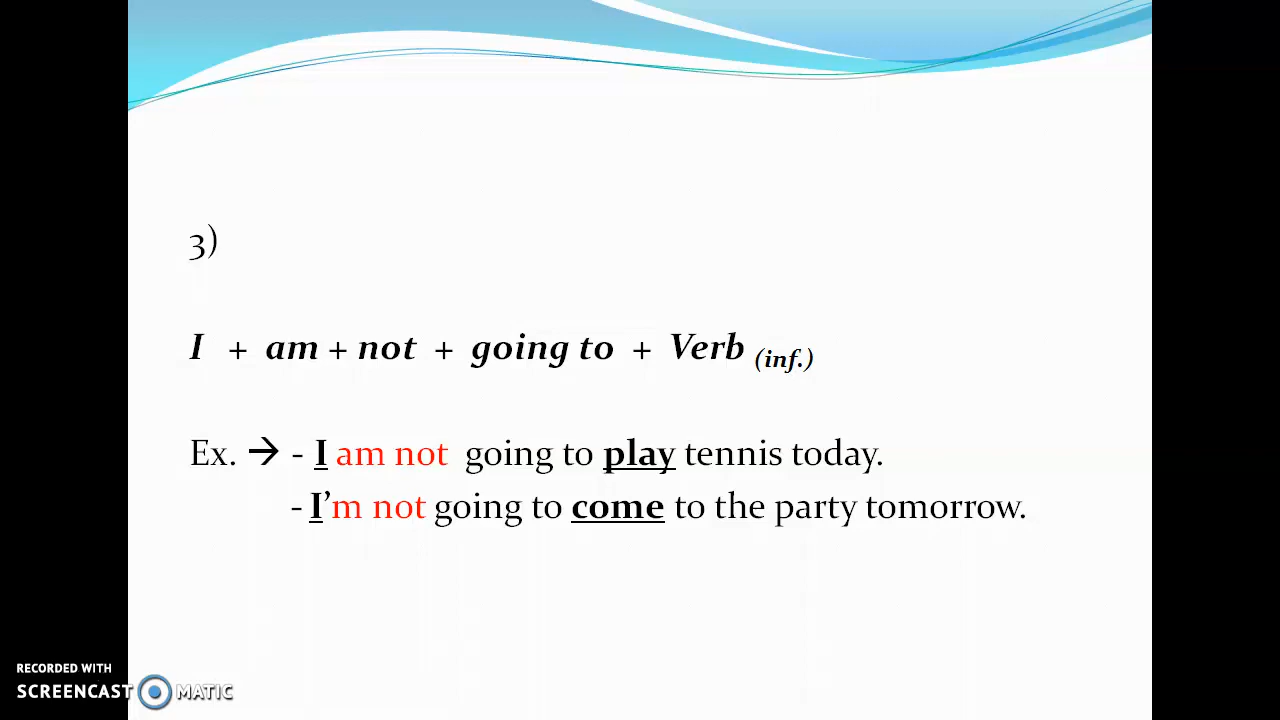 3)
I + am + not + going to + Verb (inf.)
Ex. → - I am not going to play tennis today.
- I’m not going to come to the party tomorrow.
RECORDED WITH
SCREENCAST MATIC